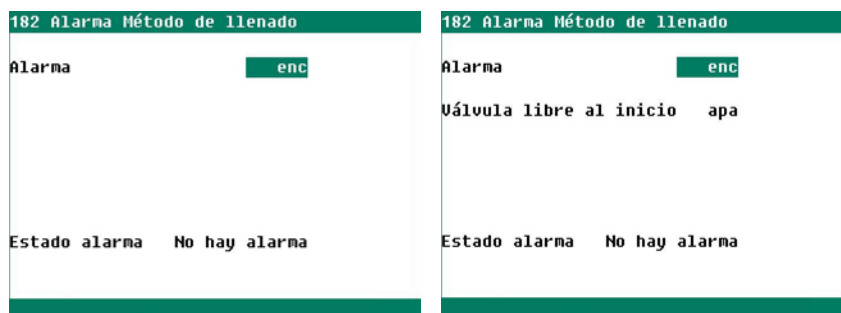 182 Alarma Método de llenado
Alarma enc
Estado alarma No hay alarma
182 Alarma Método de llenado
Alarma enc
Válvula libre al inicio apa
Estado alarma No hay alarma